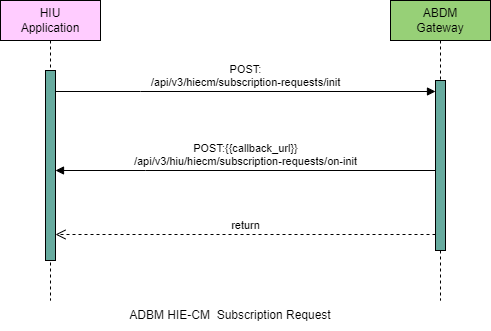 HIU
Application
ABDM
Gateway
POST:
/api/v3/hiecm/subscription-requests/init
POST:{{callback_url}}
/api/v3/hiu/hiecm/subscription-requests/on-init
return
ADBM HIE-CM  Subscription Request